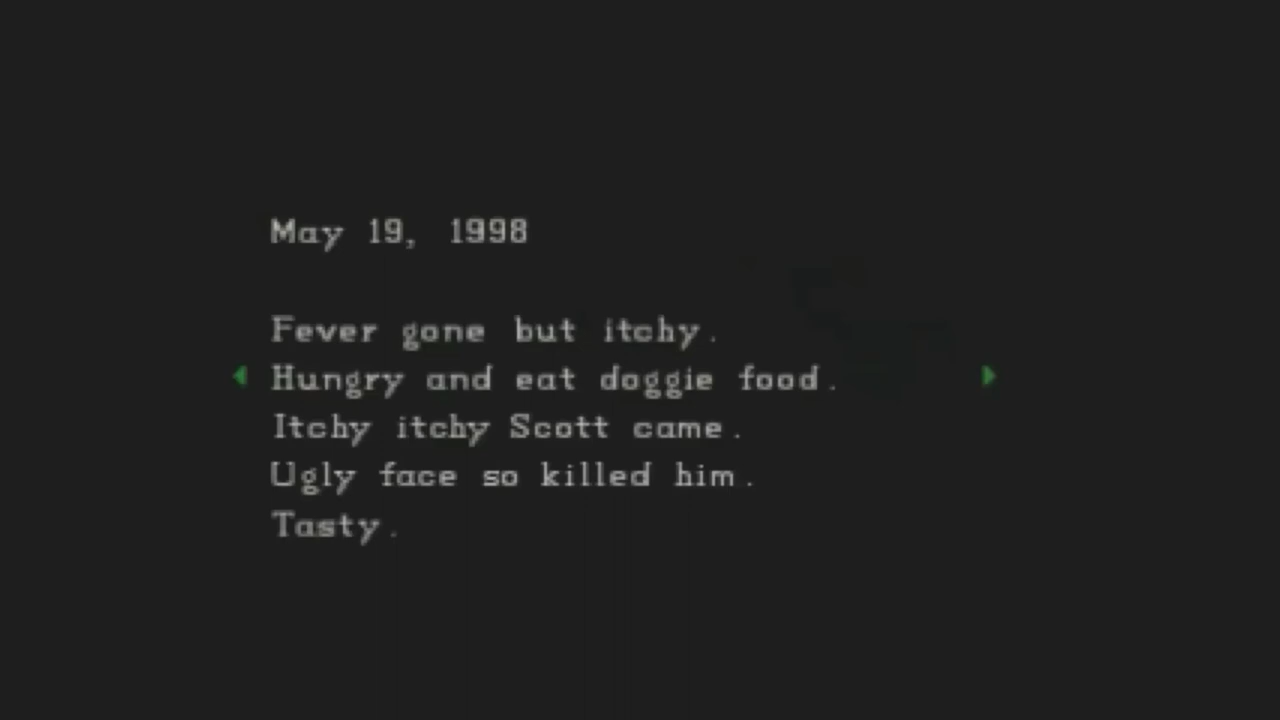 May 19, 1998
Fever gone but itchy.
Hungry and eat doggie food.
Itchy itchy Scott came.
Ugly face so killed him.
Tasty.